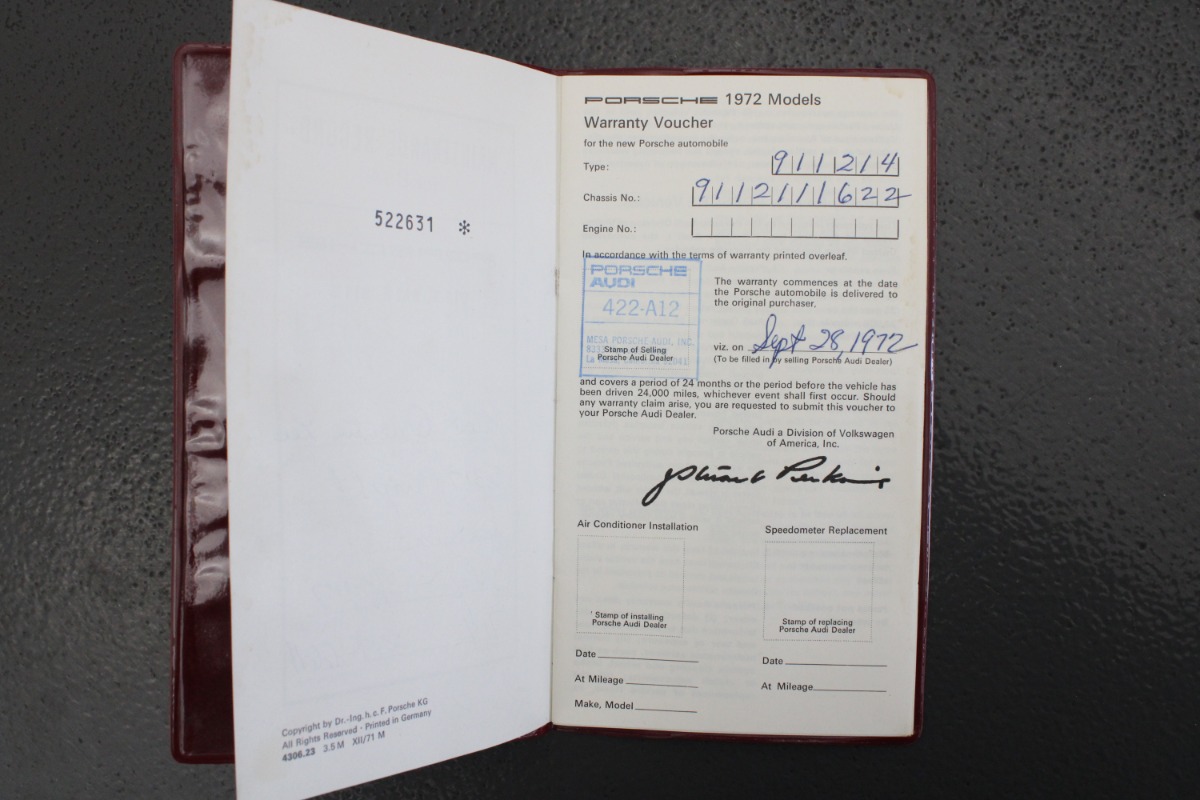 522631 *
Copyright by Dr.-Ing. h. c. F. Porsche KG
All Rights Reserved · Printed in Germany
4306.23 3.5 M XII/71 M
PORSCHE 1972 Models
Warranty Voucher
for the new Porsche automobile
Type: 911214
Chassis No.: 9112111622
Engine No.:
In accordance with the terms of warranty printed overleaf.
PORSCHE
AUDI
422-A12
MESA PORSCHE AUDI, INC.
Stamp of Selling
Porsche Audi Dealer
The warranty commences at the date
the Porsche automobile is delivered to
the original purchaser,
viz. on Sept 28, 1972
(To be filled in by selling Porsche Audi Dealer)
and covers a period of 24 months or the period before the vehicle has
been driven 24,000 miles, whichever event shall first occur. Should
any warranty claim arise, you are requested to submit this voucher to
your Porsche Audi Dealer.
Porsche Audi a Division of Volkswagen
of America, Inc.
Air Conditioner Installation
Stamp of installing
Porsche Audi Dealer
Date
At Mileage
Make, Model
Speedometer Replacement
Stamp of replacing
Porsche Audi Dealer
Date
At Mileage